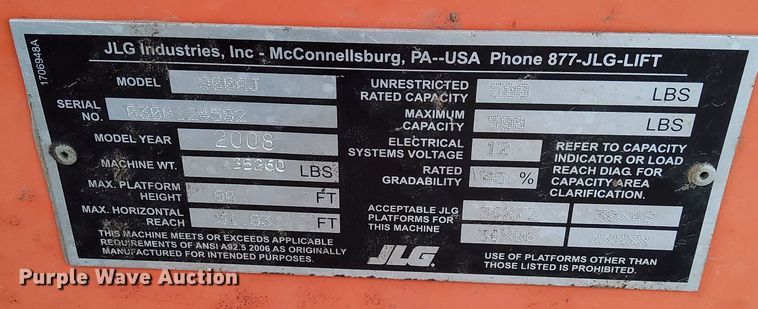 1706948A
JLG Industries, Inc - McConnellsburg, PA--USA Phone 877-JLG-LIFT
MODEL
SERIAL
NO.
MODEL YEAR 2008
MACHINE WT. 35260 LBS
MAX. PLATFORM
HEIGHT FT
MAX. HORIZONTAL
REACH FT
THIS MACHINE MEETS OR EXCEEDS APPLICABLE
REQUIREMENTS OF ANSI A92.5 2006 AS ORIGINALLY
MANUFACTURED FOR INTENDED PURPOSES.
UNRESTRICTED
RATED CAPACITY LBS
MAXIMUM
CAPACITY LBS
ELECTRICAL
SYSTEMS VOLTAGE 12
RATED
GRADABILITY %
REFER TO CAPACITY
INDICATOR OR LOAD
REACH DIAG. FOR
CAPACITY AREA
CLARIFICATION
ACCEPTABLE JLG
PLATFORMS FOR
THIS MACHINE
JLG
USE OF PLATFORMS OTHER THAN
THOSE LISTED IS PROHIBITED.
Purple Wave Auction